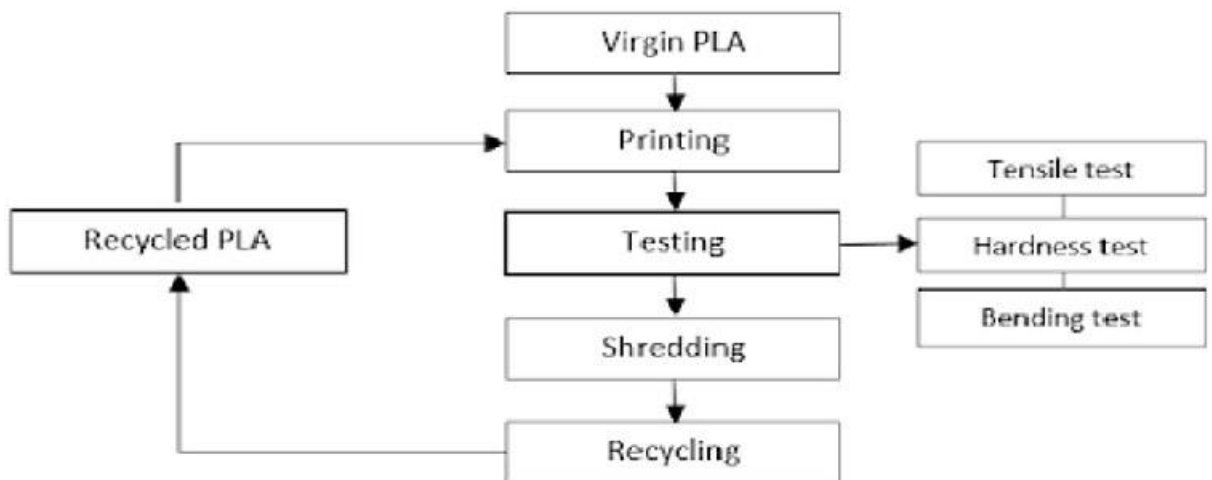 Virgin PLA
Printing
Tensile test
Recycled PLA
Testing
Hardness test
Bending test
Shredding
Recycling